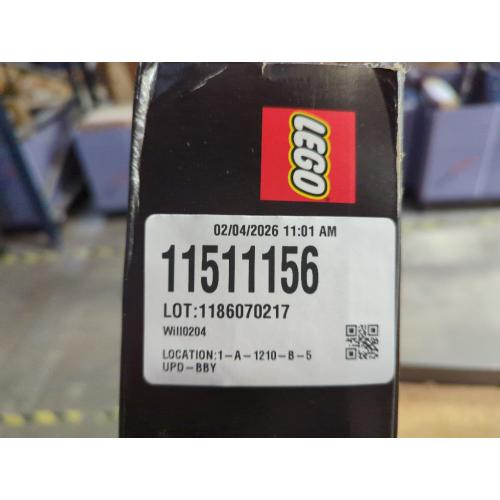 LEGO
02/04/2026 11:01 AM
11511156
LOT:1186070217
Will0204
LOCATION:1-A-1210-B-5
UPD-BBY